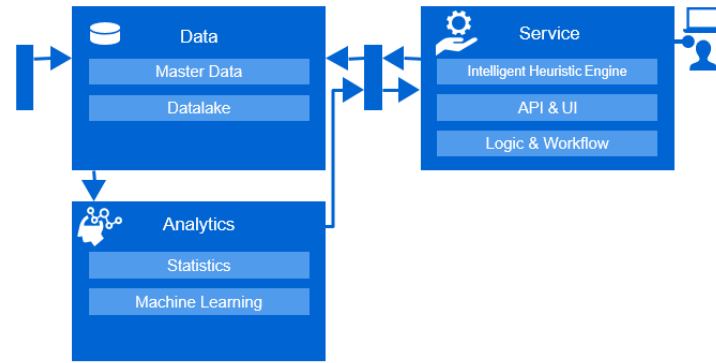 Data
Master Data
Datalake
Service
Intelligent Heuristic Engine
API & UI
Logic & Workflow
Analytics
Statistics
Machine Learning